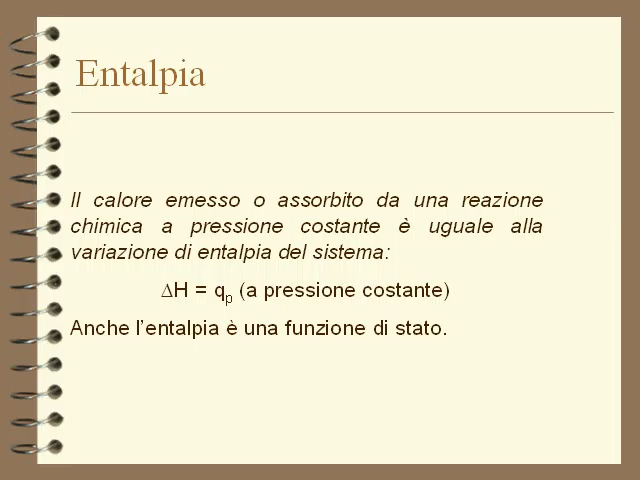 Entalpia
Il calore emesso o assorbito da una reazione
chimica a pressione costante è uguale alla
variazione di entalpia del sistema:
∆H = qp (a pressione costante)
Anche l'entalpia è una funzione di stato.